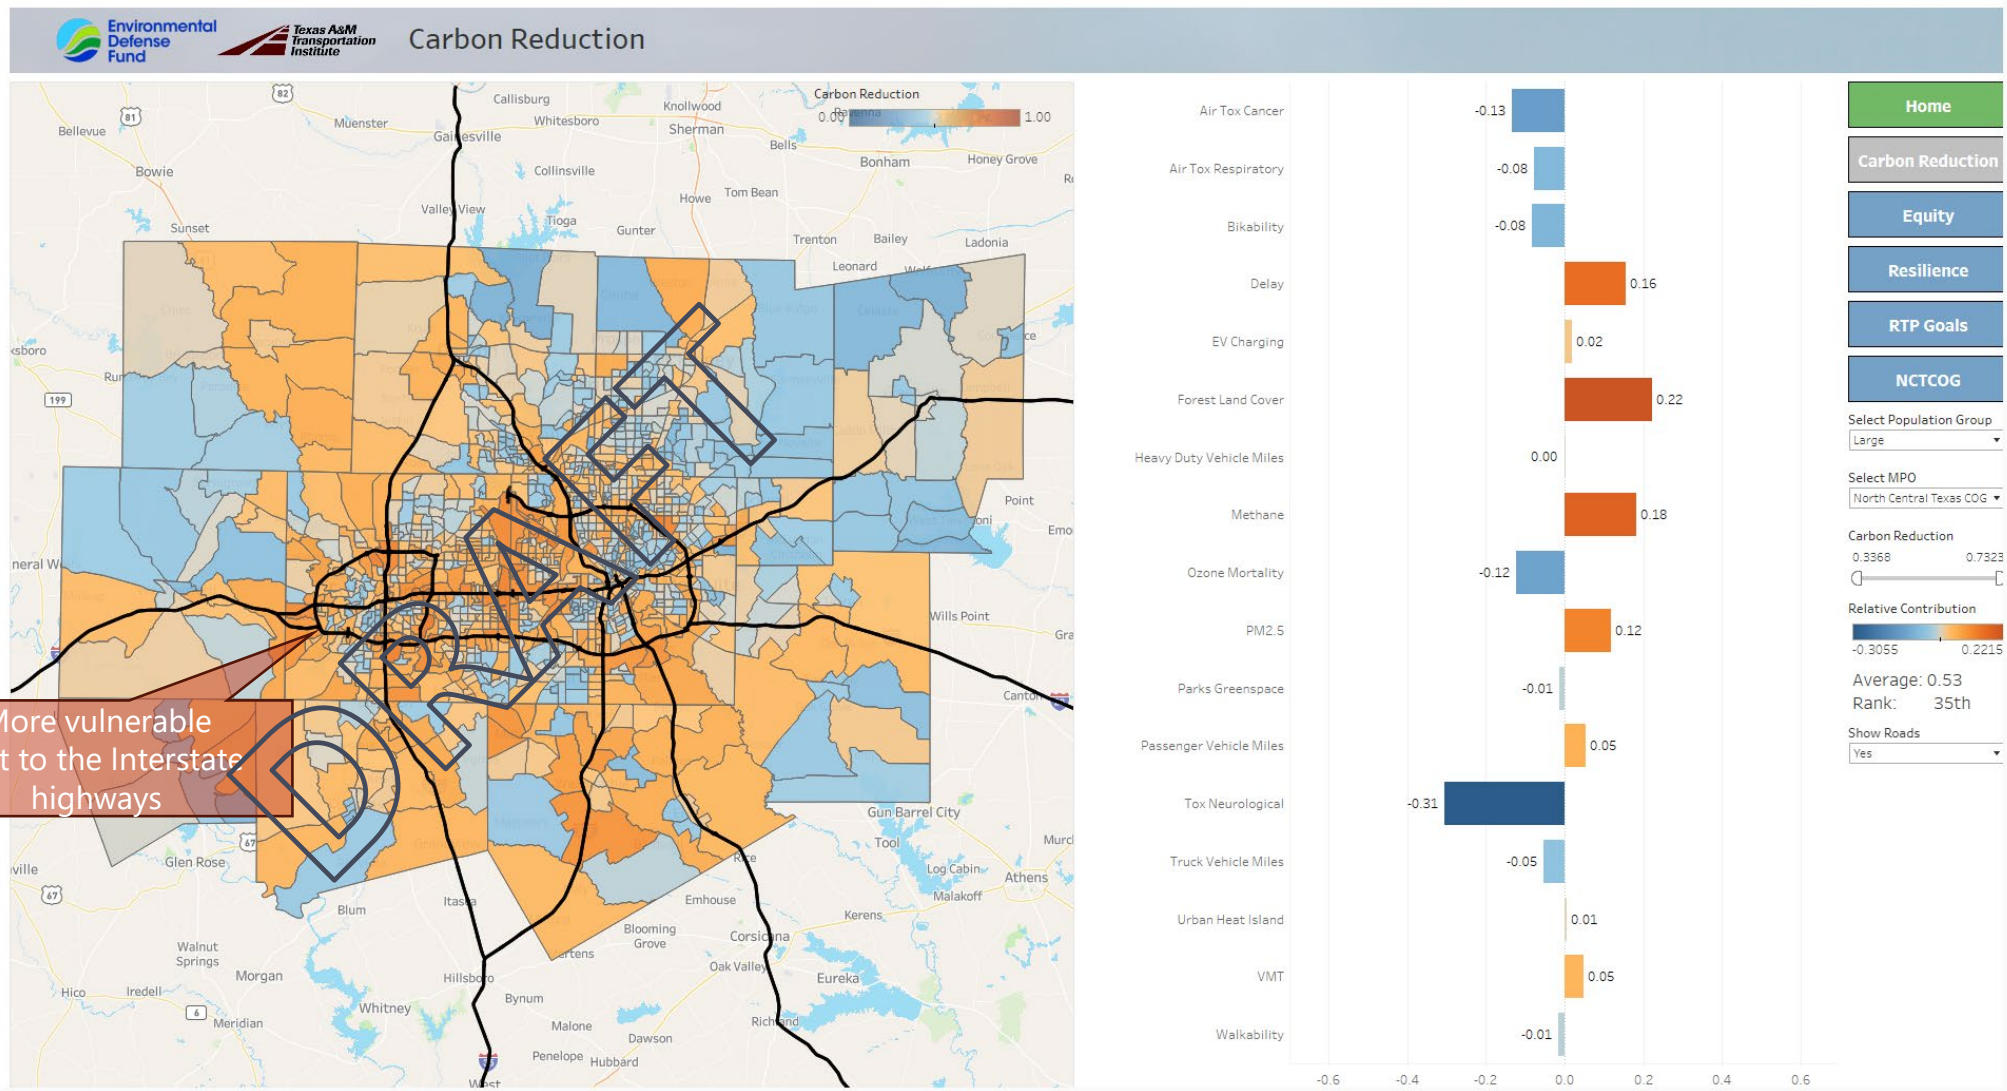 Environmental
Defense
Fund
Texas A&M
Transportation
Institute
Carbon Reduction
Carbon Reduction
0.00
1.00
82
81
Callisburg
Knollwood
Bellevue
Muenster
Whitesboro
Gainesville
Sherman
Ravenna
Bells
Bonham
Honey Grove
Bowie
Collinsville
Tom Bean
Howe
Valley View
Tioga
Sunset
Gunter
Trenton
Bailey
Ladonia
Leonard
199
Point
Wills Point
Canton
More vulnerable
to the Interstate
highways
DRAFT
67
67
Glen Rose
Gun Barrel City
Tool
Rice
Log Cabin
Athens
Malakoff
Blum
Itasca
Emhouse
Kerens
Blooming
Grove
Corsicana
Walnut
Springs
Morgan
Hillsboro
Oak Valley
Eureka
Hico
Iredell
6
Meridian
Whitney
Bynum
Malone
Richland
Dawson
Penelope
Hubbard
West
Air Tox Cancer
-0.13
Air Tox Respiratory
-0.08
Bikability
-0.08
Delay
0.16
EV Charging
0.02
Forest Land Cover
0.22
Heavy Duty Vehicle Miles
0.00
Methane
0.18
Ozone Mortality
-0.12
PM2.5
0.12
Parks Greenspace
-0.01
Passenger Vehicle Miles
0.05
Tox Neurological
-0.31
Truck Vehicle Miles
-0.05
Urban Heat Island
0.01
VMT
0.05
Walkability
-0.01
-0.6 -0.4 -0.2 0.0 0.2 0.4 0.6
Home
Carbon Reduction
Equity
Resilience
RTP Goals
NCTCOG
Select Population Group
Large
Select MPO
North Central Texas COG
Carbon Reduction
0.3368 0.7323
Relative Contribution
-0.3055 0.2215
Average: 0.53
Rank: 35th
Show Roads
Yes